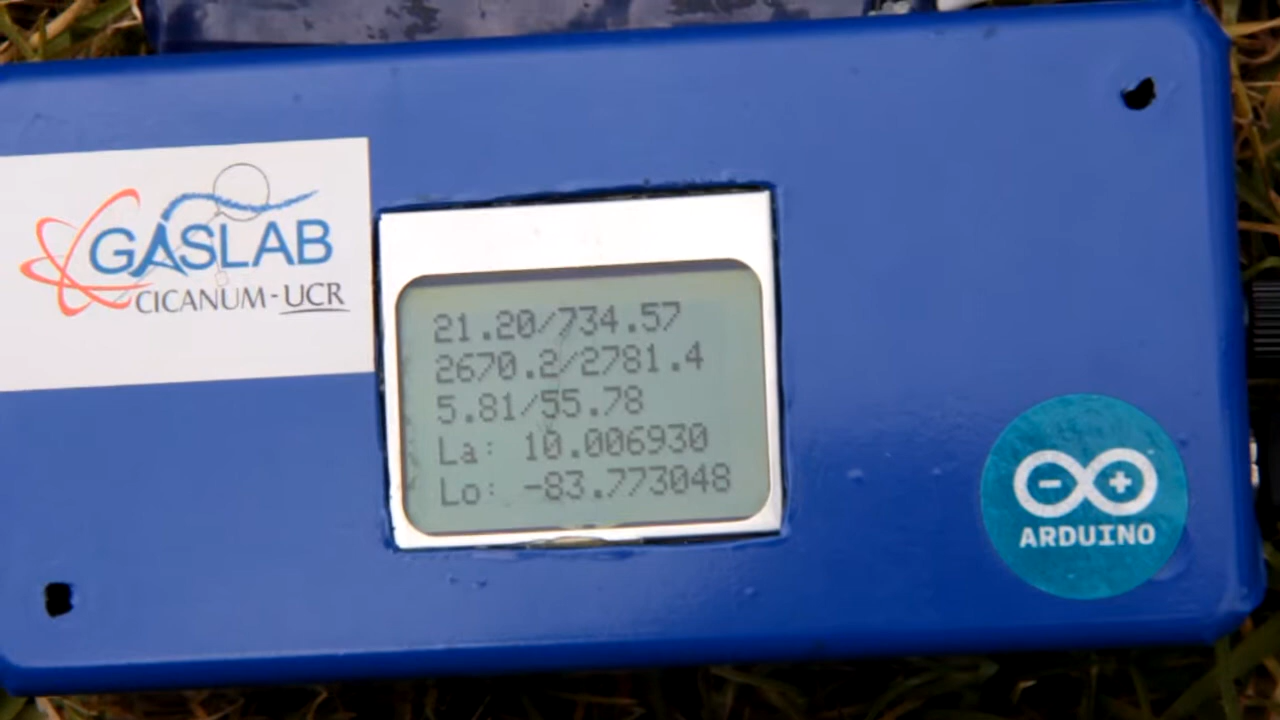 GASLAB
CICANUM-UCR
21.20/734.57
2670.2/2781.4
5.81/55.78
La: 10.006930
Lo: -83.773048
ARDUINO